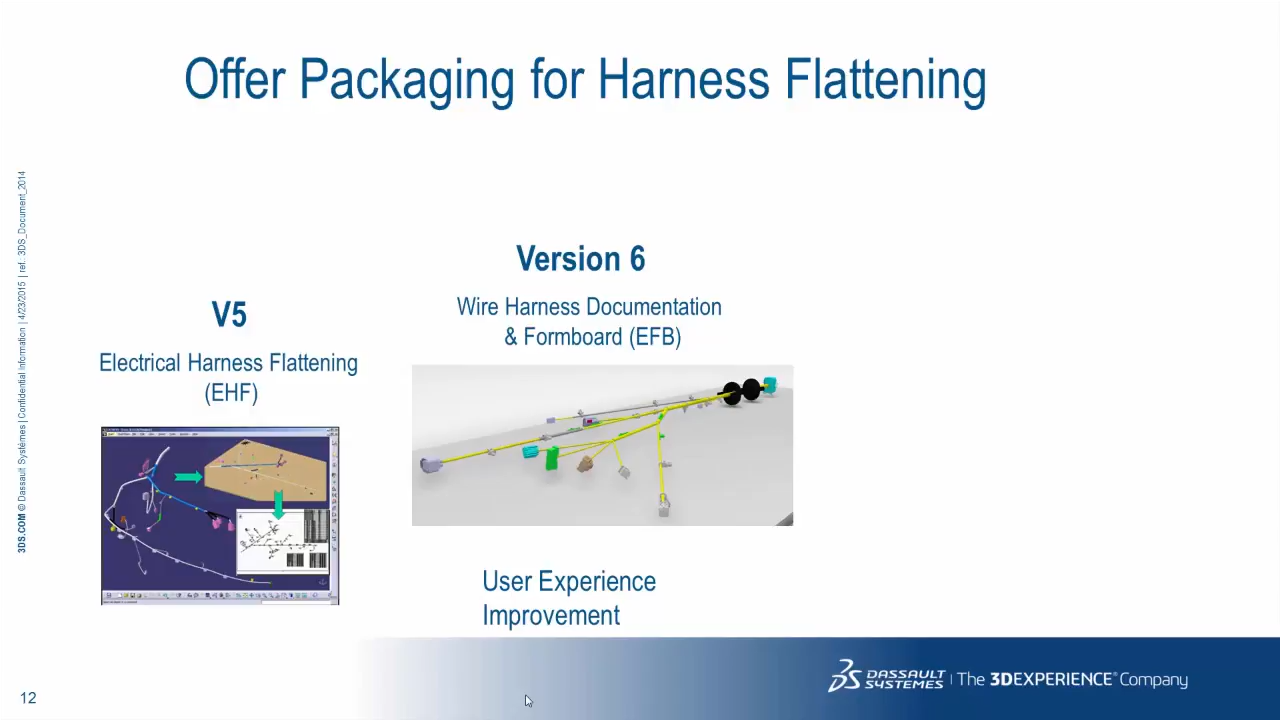 Offer Packaging for Harness Flattening
3DS.COM © Dassault Systèmes | Confidential Information | 4/23/2015 | ref.: 3DS_Document_2014
V5
Electrical Harness Flattening
(EHF)
Version 6
Wire Harness Documentation
& Formboard (EFB)
User Experience
Improvement
12
DASSAULT
SYSTEMES
The 3DEXPERIENCE® Company